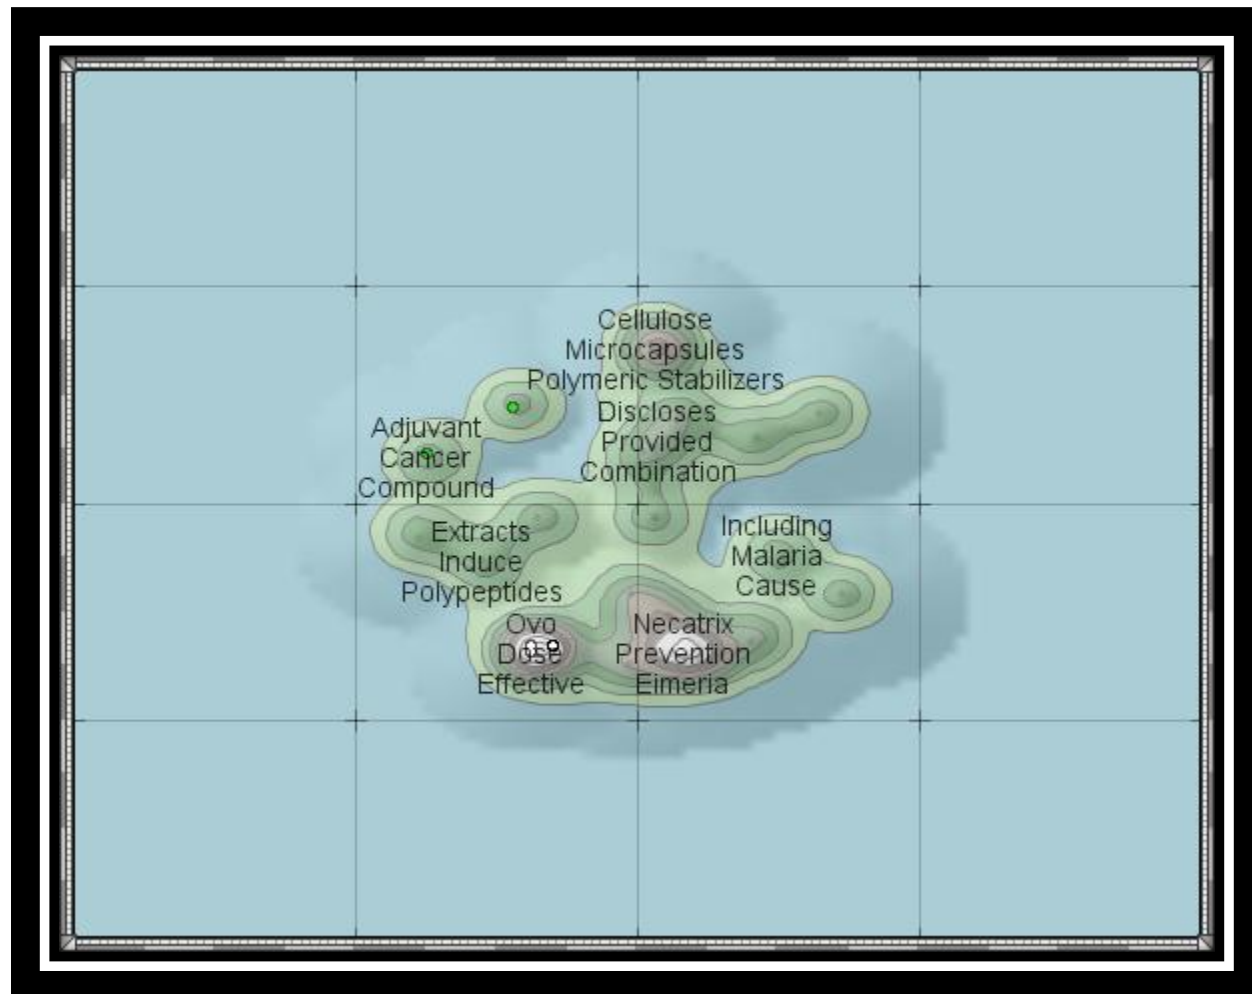 Cellulose
Microcapsules
Polymeric Stabilizers
Discloses
Provided
Combination
Adjuvant
Cancer
Compound
Extracts
Induce
Polypeptides
Including
Malaria
Cause
Ovo
Dose
Effective
Necatrix
Prevention
Eimeria